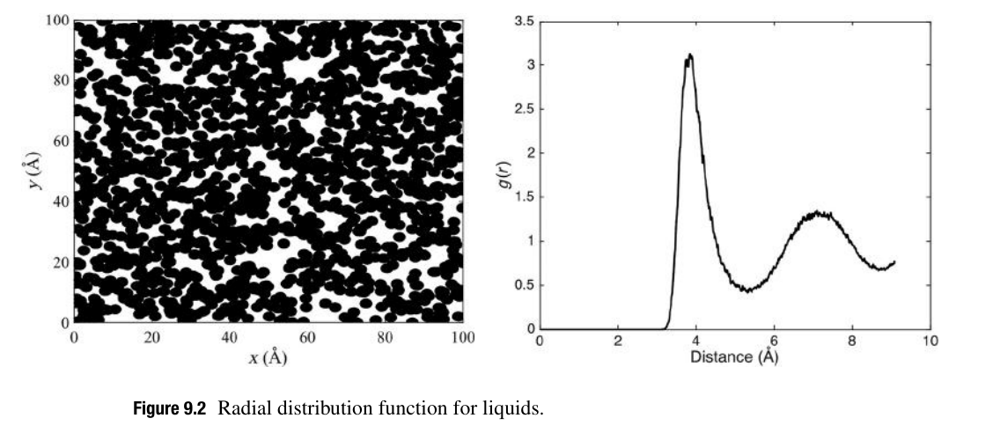 100
80
60
40
20
0
y (Å)
0 20 40 60 80 100
x (Å)
3.5
3
2.5
2
1.5
1
0.5
0
g(r)
0 2 4 6 8 10
Distance (Å)
Figure 9.2 Radial distribution function for liquids.